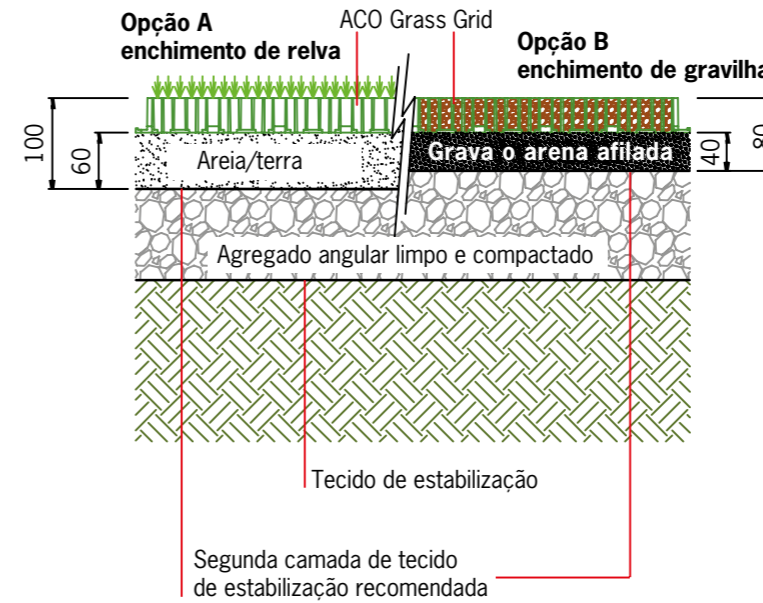 Opção A
enchimento de relva
ACO Grass Grid
Opção B
enchimento de gravilha
100
60
Areia/terra
Grava o arena afilada
40
80
Agregado angular limpo e compactado
Tecido de estabilização
Segunda camada de tecido
de estabilização recomendada